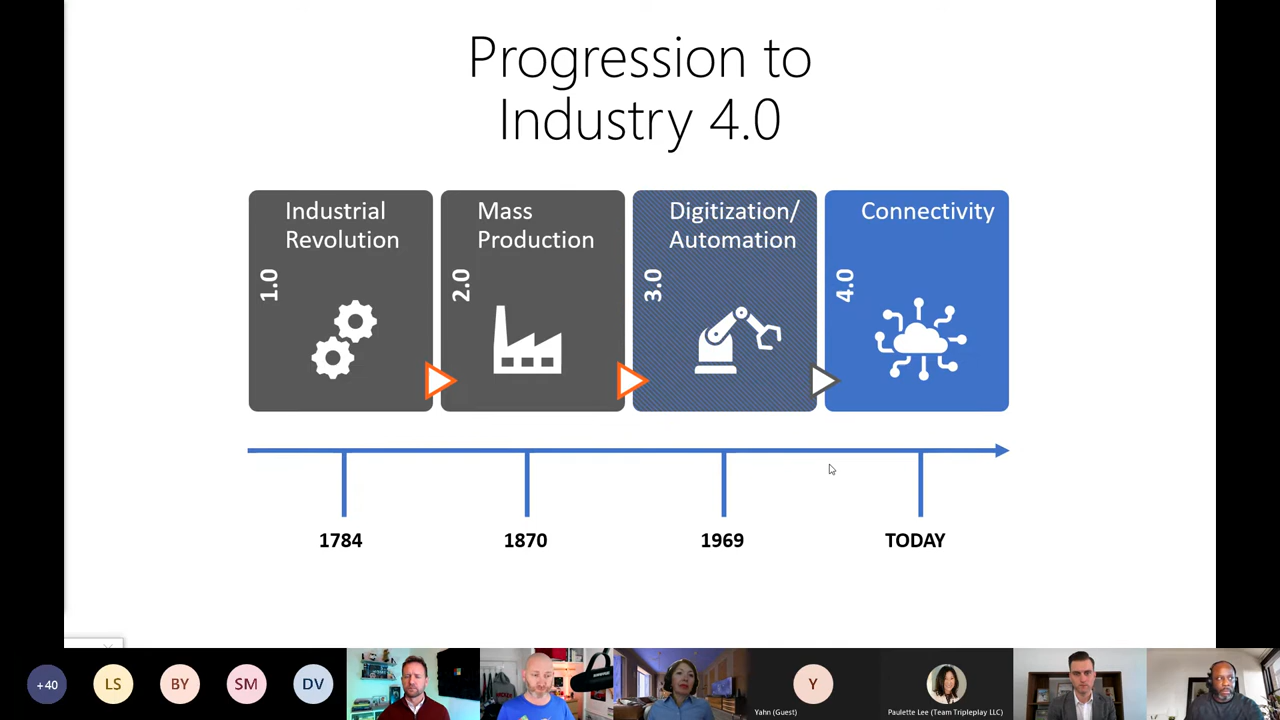 Progression to
Industry 4.0
Industrial
Revolution
1.0
Mass
Production
2.0
Digitization/
Automation
3.0
Connectivity
4.0
1784
1870
1969
TODAY
+40
LS
BY
SM
DV
Y
Yahn (Guest)
Paulette Lee (Team Tripleplay LLC)